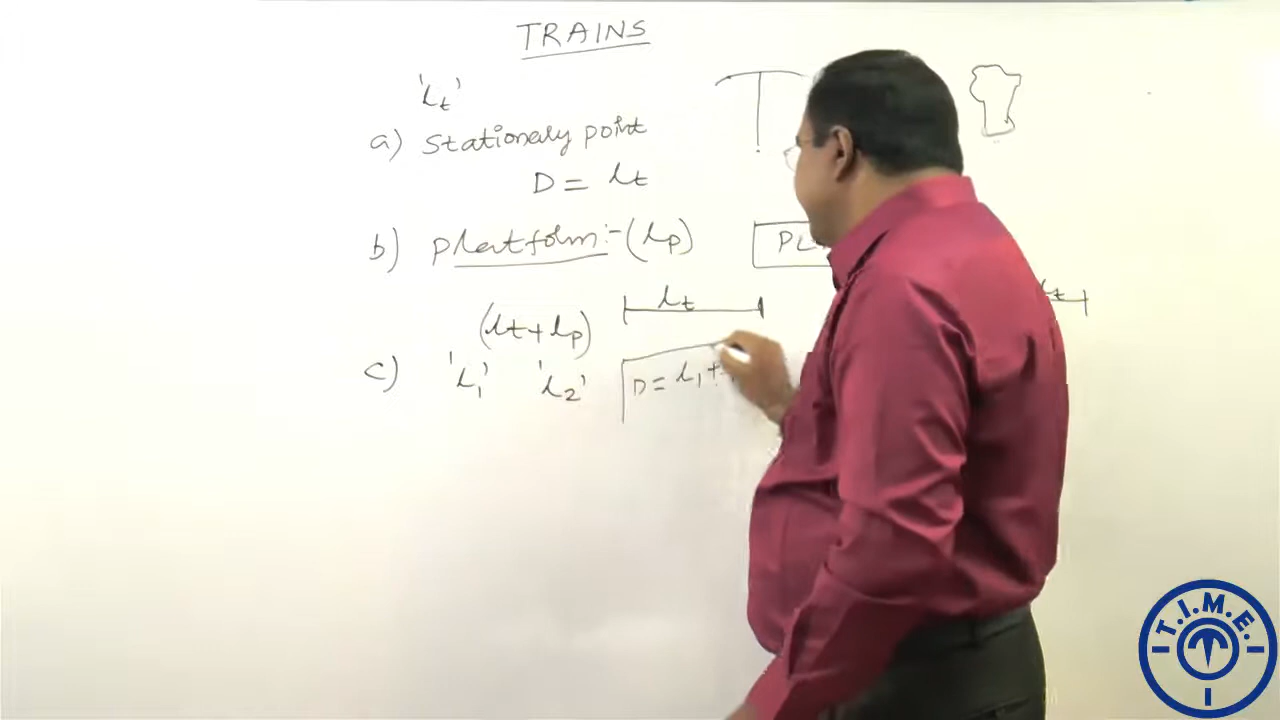 TRAINS
'Lt'
a) Stationary point
D = Lt
b) Platform:- (Lp)
PL
Lt
(Lt + Lp)
c) 'L1' 'L2' D = L1 +
T.I.M.E.